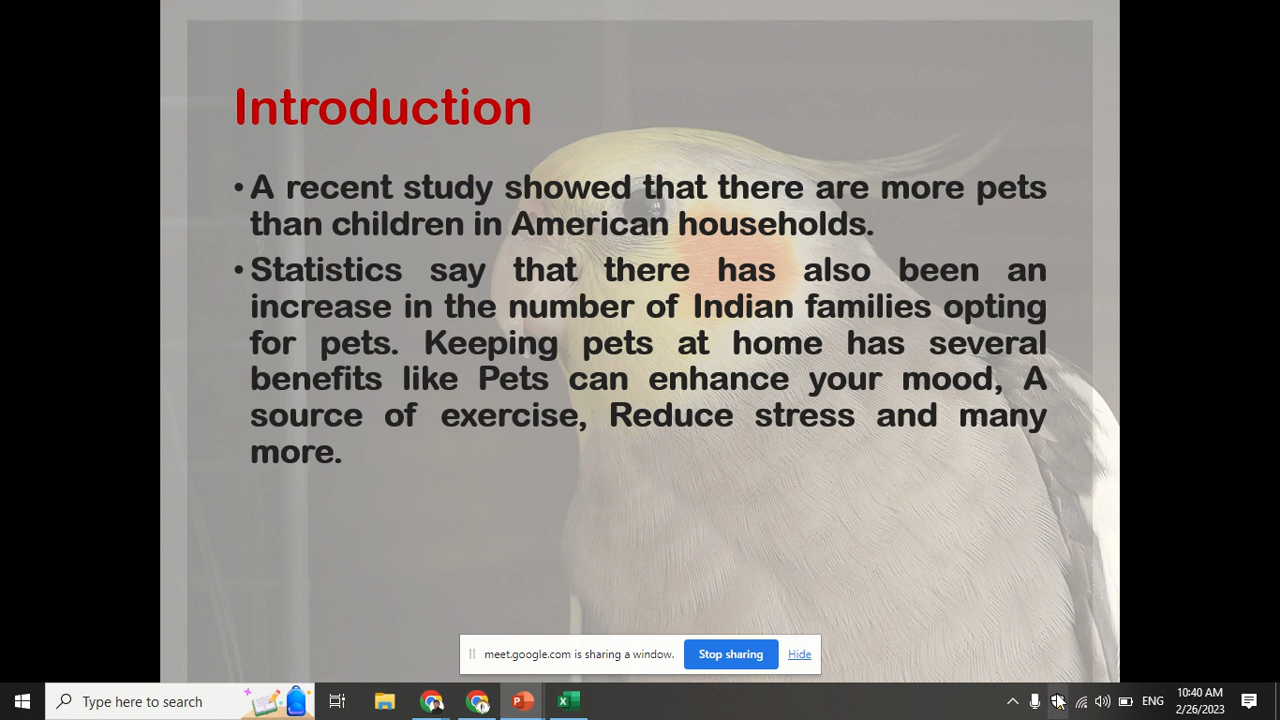 Introduction
• A recent study showed that there are more pets
than children in American households.
• Statistics say that there has also been an
increase in the number of Indian families opting
for pets. Keeping pets at home has several
benefits like Pets can enhance your mood, A
source of exercise, Reduce stress and many
more.
meet.google.com is sharing a window. Stop sharing Hide
Type here to search
ENG
10:40 AM
2/26/2023